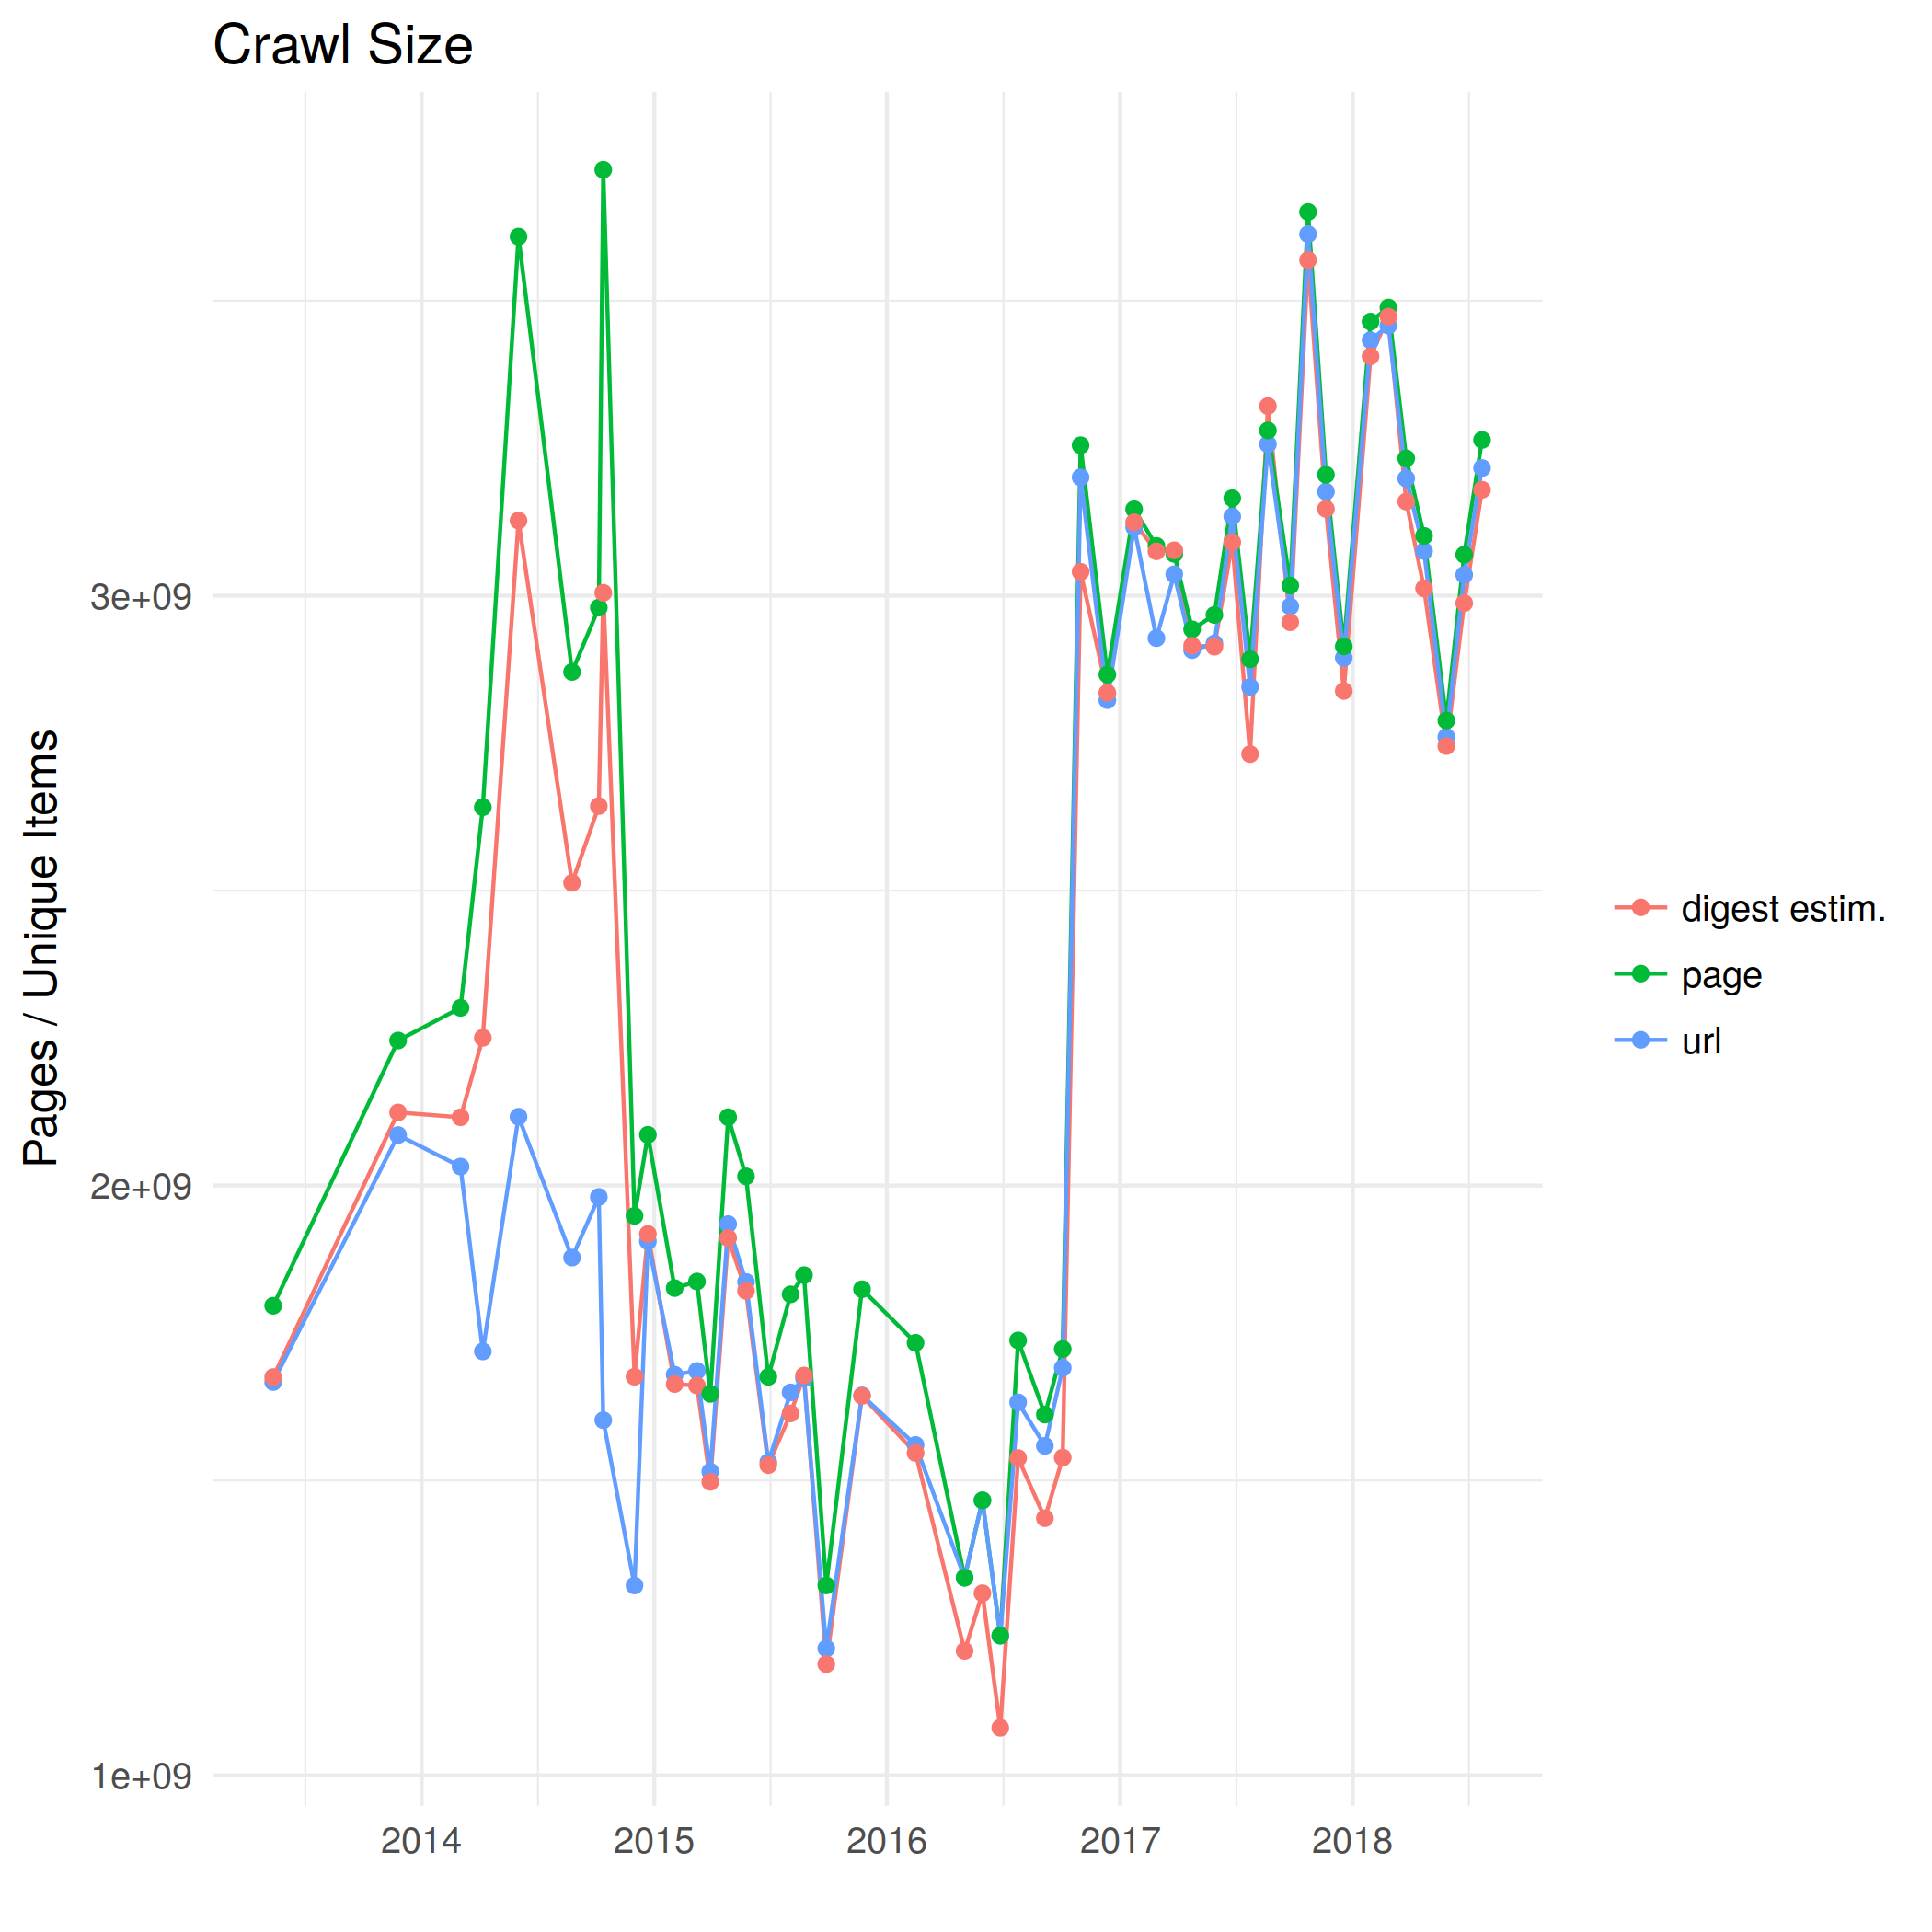 Crawl Size
Pages / Unique Items
3e+09
2e+09
1e+09
2014
2015
2016
2017
2018
digest estim.
page
url